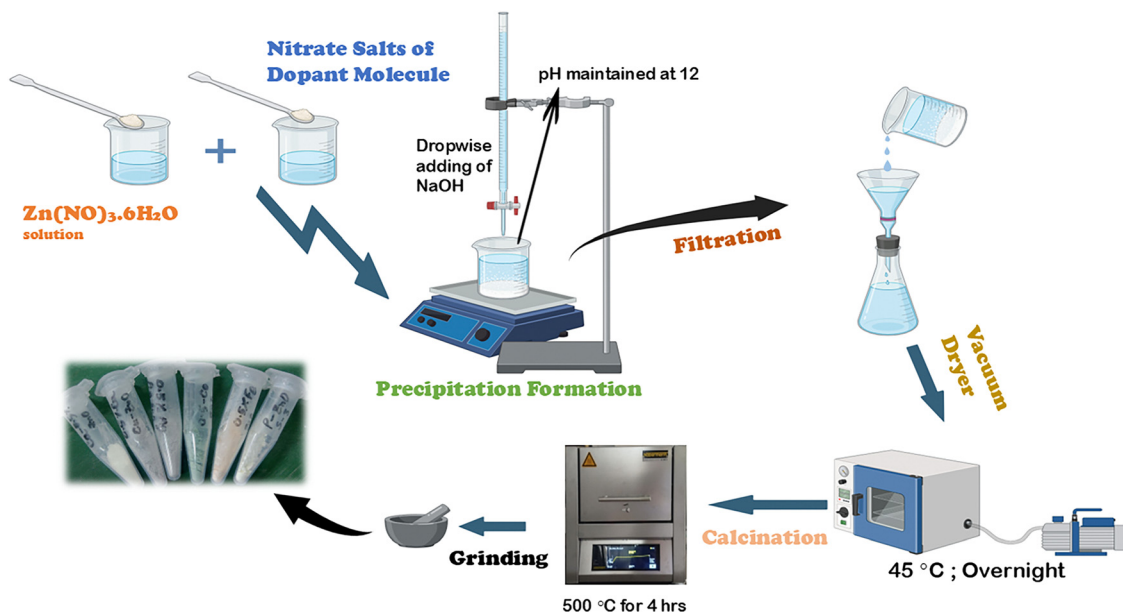 Nitrate Salts of
Dopant Molecule
Zn(NO)₃.6H₂O
solution
pH maintained at 12
Dropwise
adding of
NaOH
Precipitation Formation
Filtration
Vacuum
Dryer
45 °C ; Overnight
Calcination
500 °C for 4 hrs
Grinding